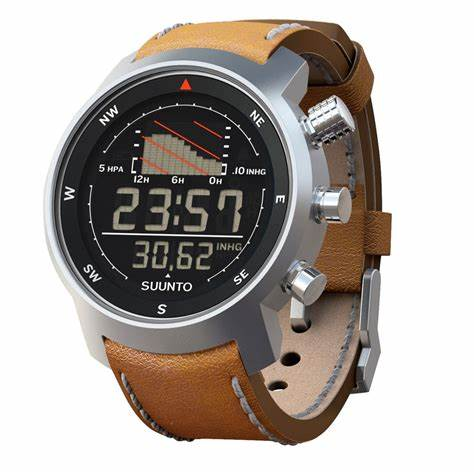 NW
NE
5 HPA
.10 INHG
12H 6H 0H
W
E
23:57
30.62 INHG
SW
SE
SUUNTO
S